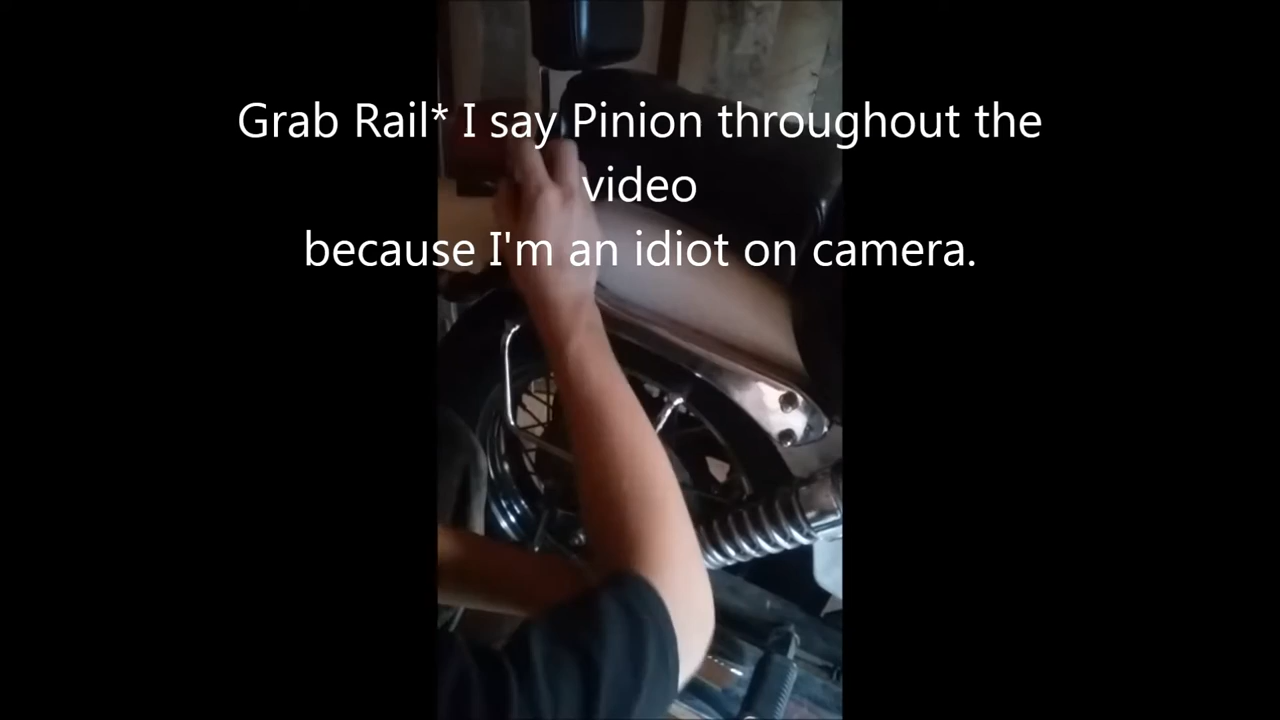 Grab Rail* I say Pinion throughout the
video
because I'm an idiot on camera.